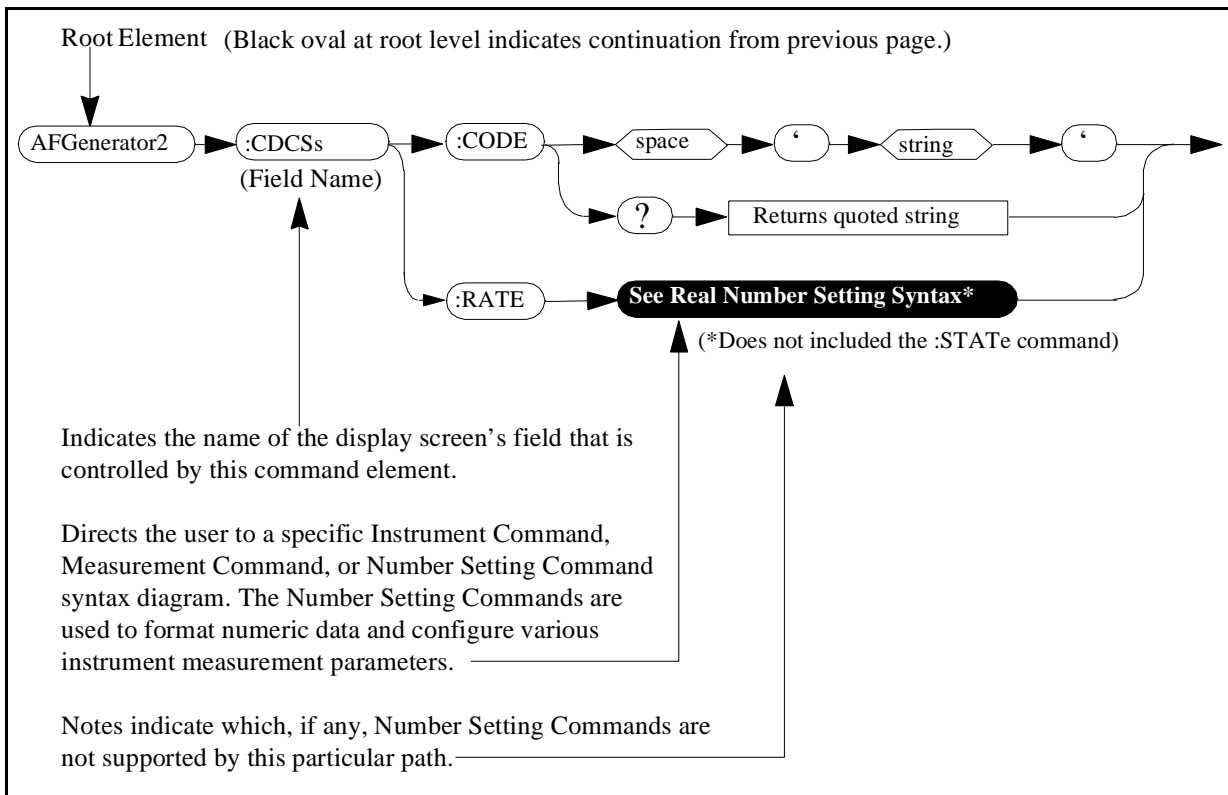 Root Element (Black oval at root level indicates continuation from previous page.)
AFGenerator2 :CDCSs :CODE space ‘ string ‘
(Field Name)
? Returns quoted string
:RATE See Real Number Setting Syntax*
(*Does not included the :STATe command)
Indicates the name of the display screen’s field that is
controlled by this command element.
Directs the user to a specific Instrument Command,
Measurement Command, or Number Setting Command
syntax diagram. The Number Setting Commands are
used to format numeric data and configure various
instrument measurement parameters.
Notes indicate which, if any, Number Setting Commands are
not supported by this particular path.